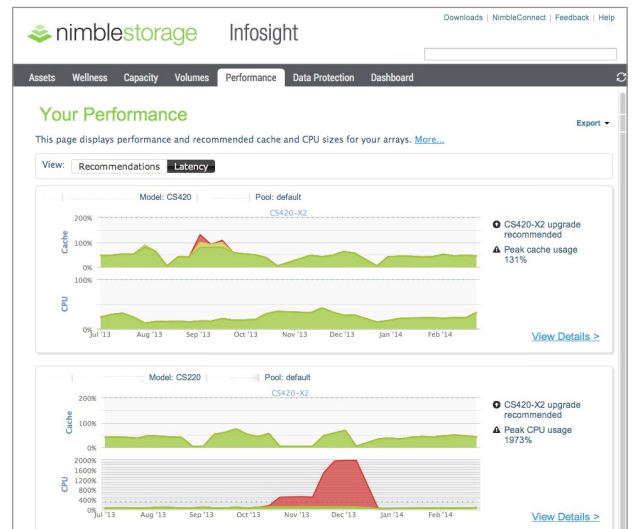 Downloads | NimbleConnect | Feedback | Help
nimblestorage Infosight
Assets Wellness Capacity Volumes Performance Data Protection Dashboard
Your Performance
Export
This page displays performance and recommended cache and CPU sizes for your arrays. More...
View: Recommendations Latency
Model: CS420 | Pool: default
CS420-X2
200%
100%
0%
Cache
100%
0%
CPU
Jul '13 Aug '13 Sep '13 Oct '13 Nov '13 Dec '13 Jan '14 Feb '14
CS420-X2 upgrade
recommended
Peak cache usage
131%
View Details >
Model: CS220 | Pool: default
CS420-X2
200%
100%
0%
Cache
2000%
1600%
1200%
800%
400%
0%
CPU
Jul '13 Aug '13 Sep '13 Oct '13 Nov '13 Dec '13 Jan '14 Feb '14
CS420-X2 upgrade
recommended
Peak CPU usage
1973%
View Details >